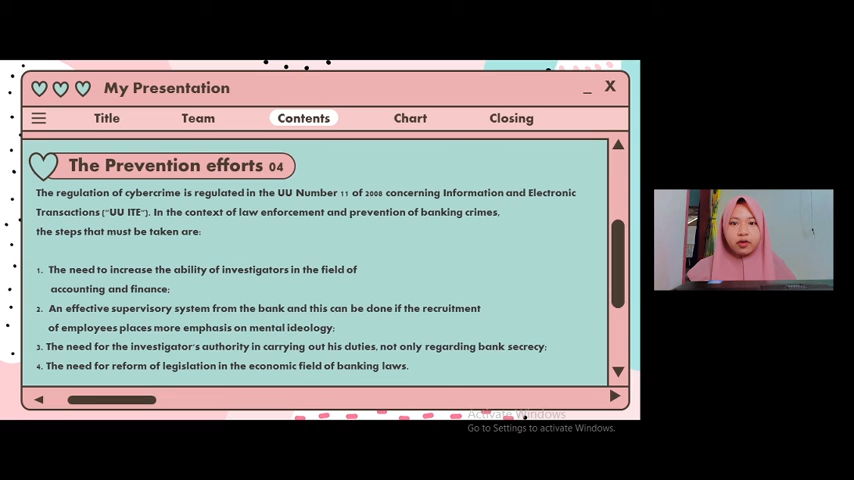 My Presentation
_ X
Title Team Contents Chart Closing
The Prevention efforts 04
The regulation of cybercrime is regulated in the UU Number 11 of 2008 concerning Information and Electronic
Transactions ("UU ITE"). In the context of law enforcement and prevention of banking crimes,
the steps that must be taken are:
1. The need to increase the ability of investigators in the field of
accounting and finance;
2. An effective supervisory system from the bank and this can be done if the recruitment
of employees places more emphasis on mental ideology;
3. The need for the investigator's authority in carrying out his duties, not only regarding bank secrecy;
4. The need for reform of legislation in the economic field of banking laws.
Activate Windows
Go to Settings to activate Windows.